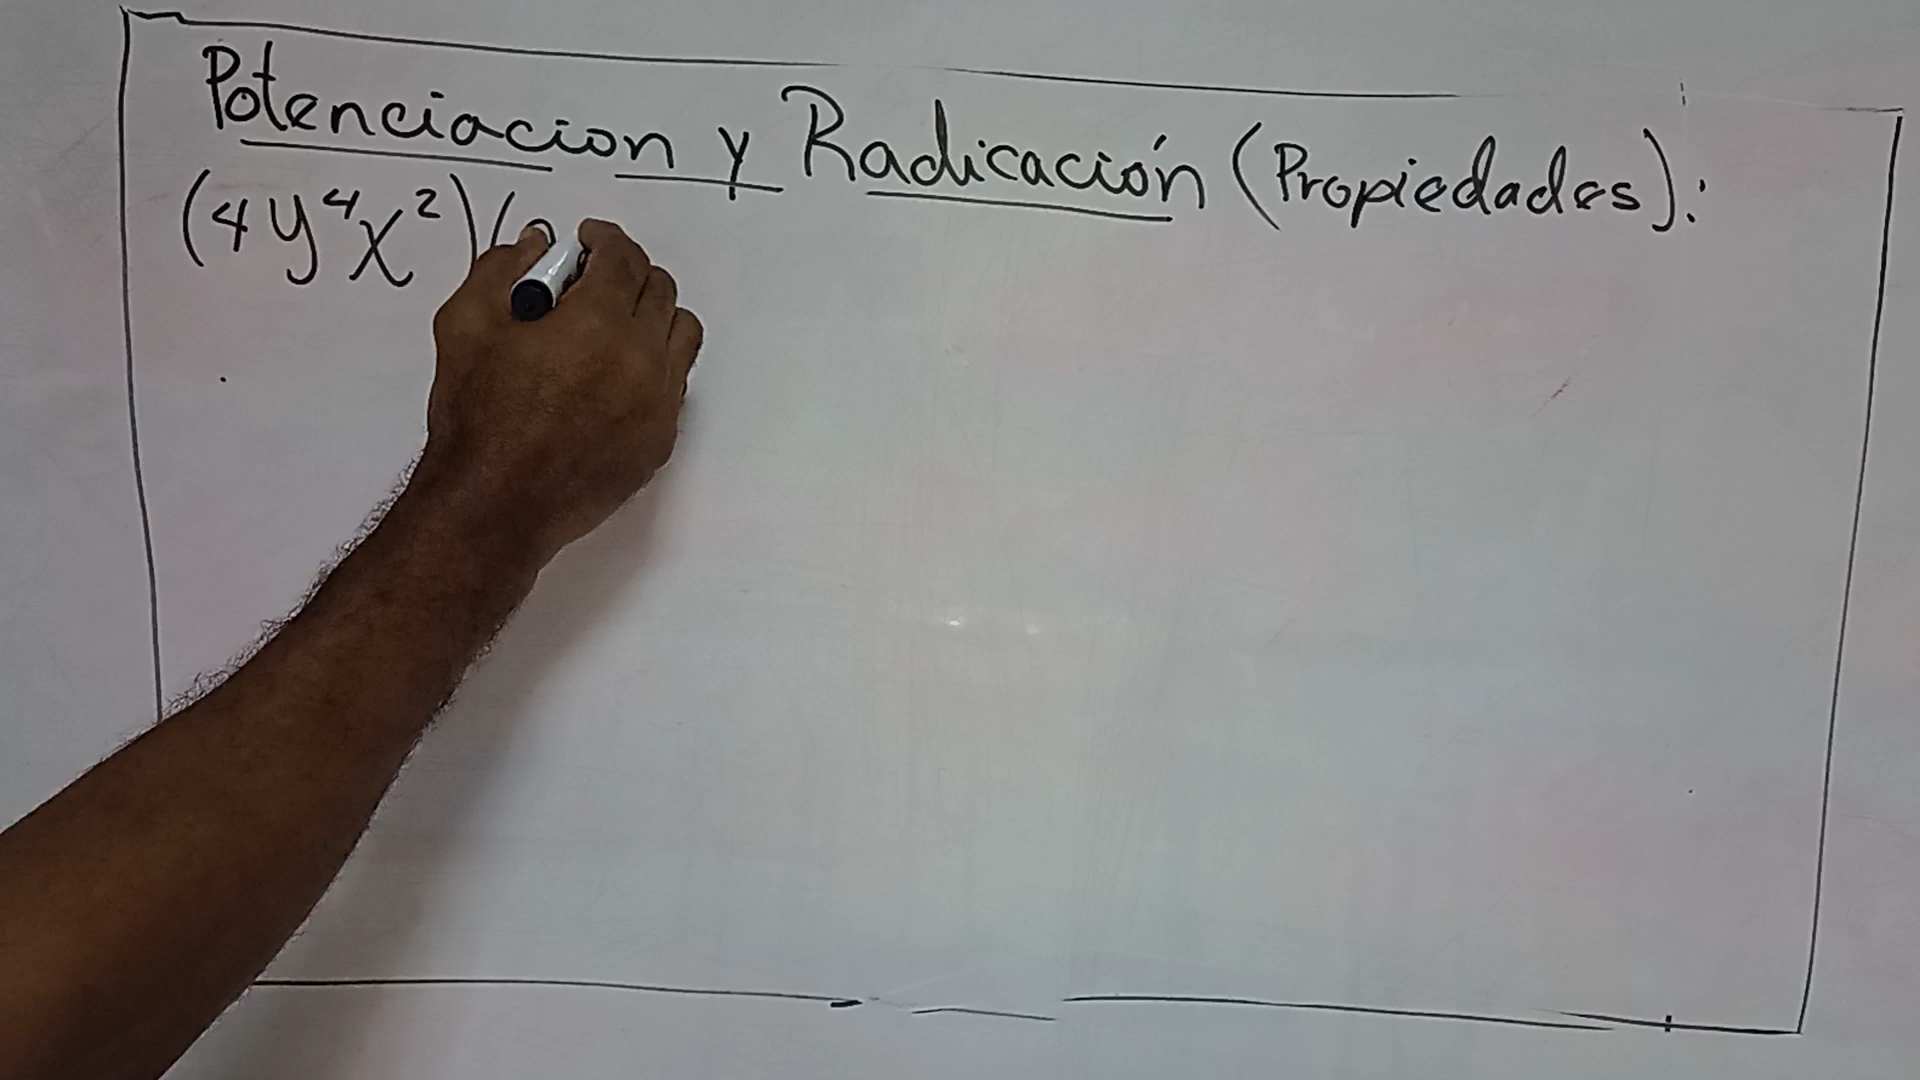 Potenciacion y Radicación (Propiedades):
(4y⁴x²)(